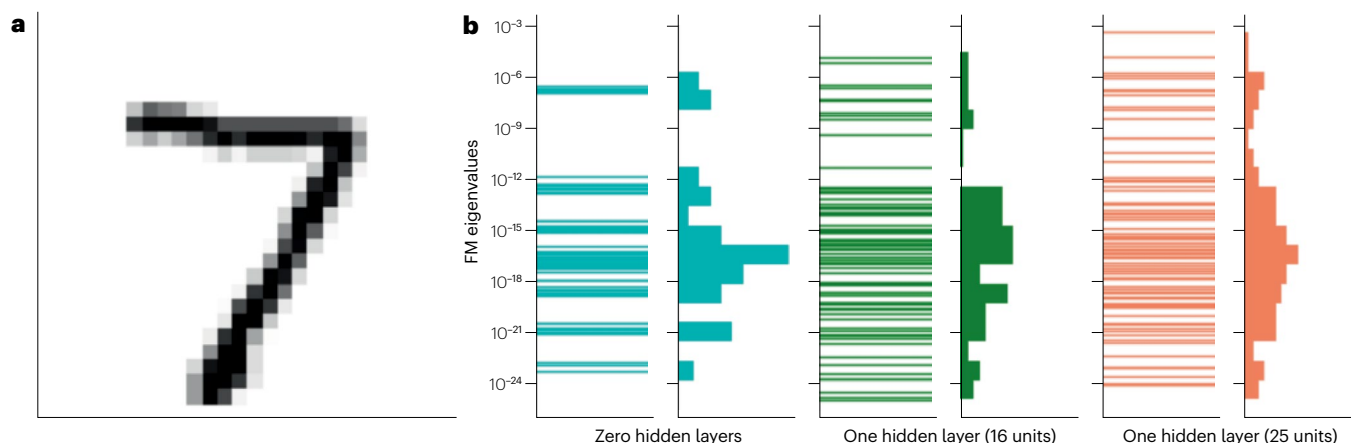 a
b
10⁻³
10⁻⁶
10⁻⁹
10⁻¹²
10⁻¹⁵
10⁻¹⁸
10⁻²¹
10⁻²⁴
FM eigenvalues
Zero hidden layers
One hidden layer (16 units)
One hidden layer (25 units)